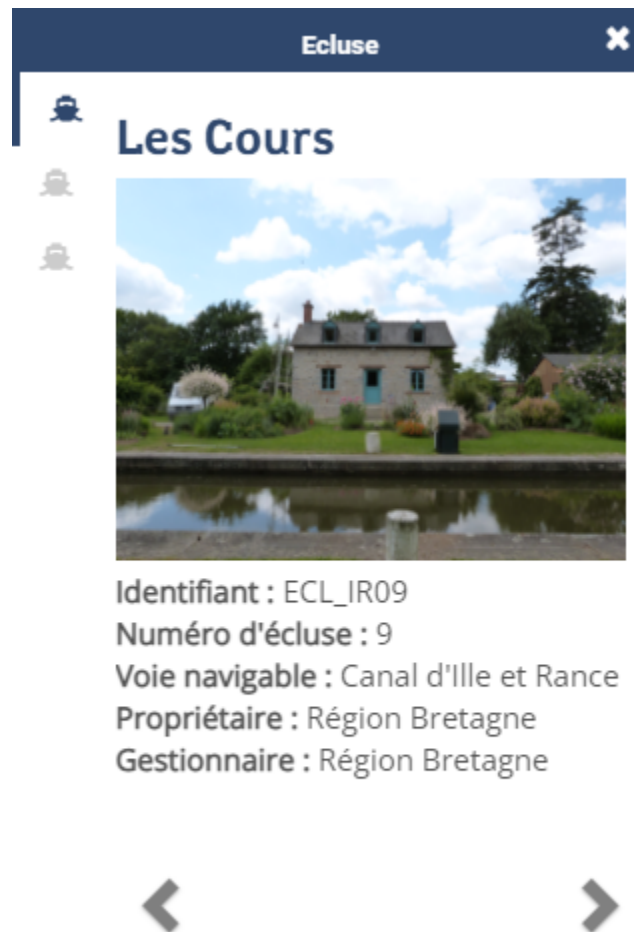 Ecluse
Les Cours
Identifiant : ECL_IR09
Numéro d'écluse : 9
Voie navigable : Canal d'Ille et Rance
Propriétaire : Région Bretagne
Gestionnaire : Région Bretagne